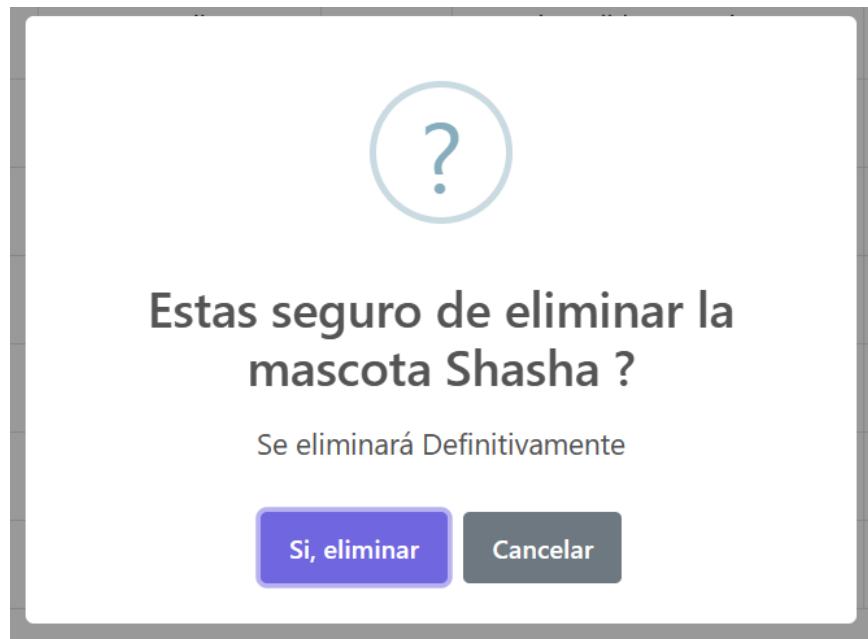 ?
Estas seguro de eliminar la
mascota Shasha ?
Se eliminará Definitivamente
Si, eliminar
Cancelar